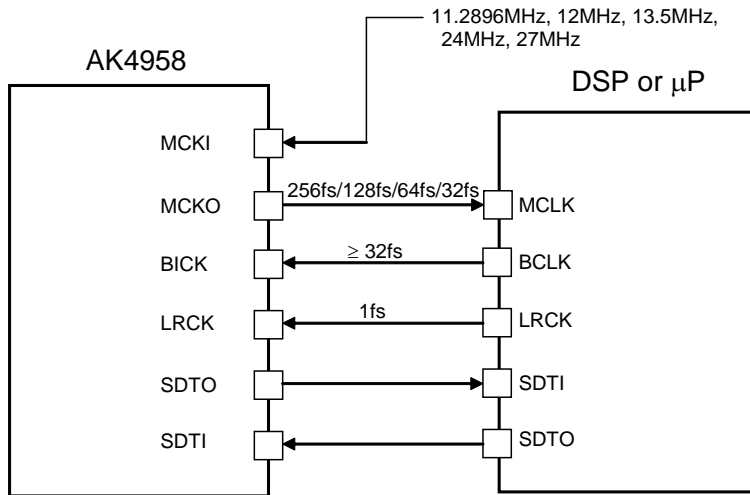 11.2896MHz, 12MHz, 13.5MHz,
24MHz, 27MHz
AK4958
DSP or μP
MCKI
MCKO
256fs/128fs/64fs/32fs
MCLK
BICK
≥ 32fs
BCLK
LRCK
1fs
LRCK
SDTO
SDTI
SDTI
SDTO